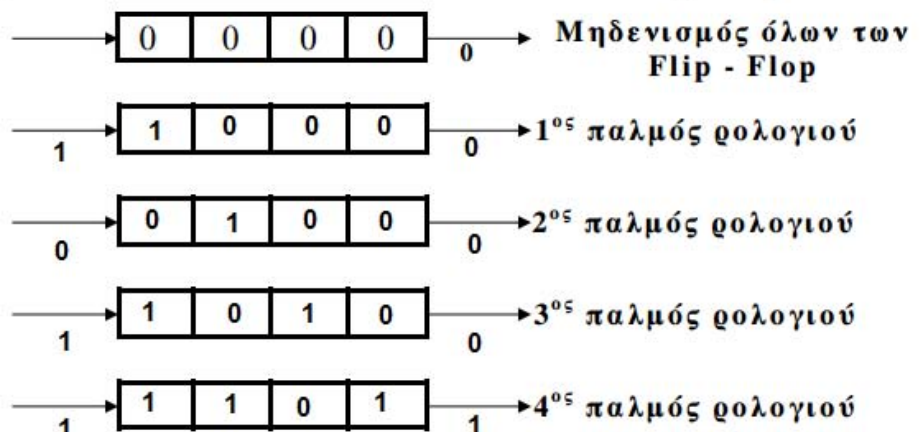 0 0 0 0 0 Μηδενισμός όλων των
Flip - Flop
1 1 0 0 0 0 1ος παλμός ρολογιού
0 0 1 0 0 0 2ος παλμός ρολογιού
1 1 0 1 0 0 3ος παλμός ρολογιού
1 1 1 0 1 1 4ος παλμός ρολογιού